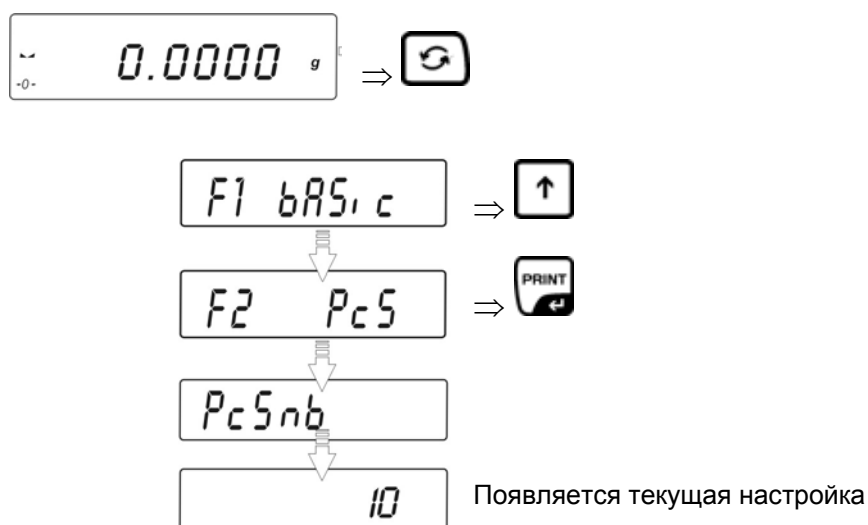 0.0000 g
-0-
F1 bASic
F2 PcS
PRINT
PcSnb
10 Появляется текущая настройка